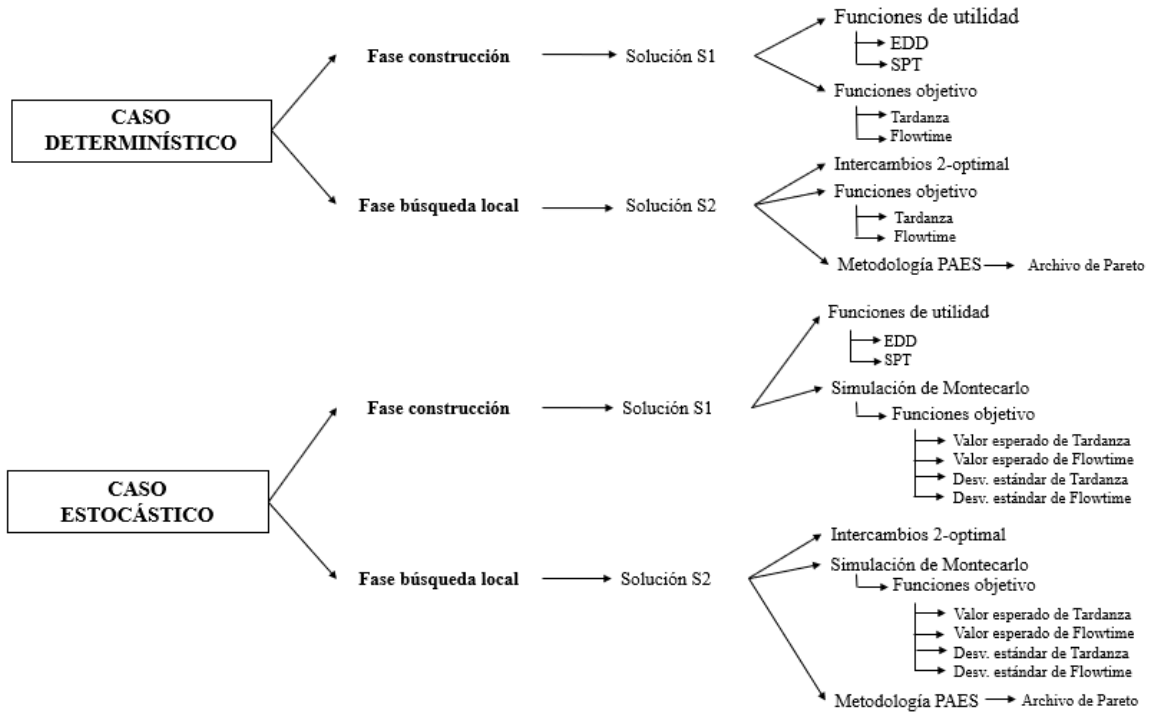 CASO
DETERMINÍSTICO
Fase construcción
Solución S1
Funciones de utilidad
EDD
SPT
Funciones objetivo
Tardanza
Flowtime
Fase búsqueda local
Solución S2
Intercambios 2-optimal
Funciones objetivo
Tardanza
Flowtime
Metodología PAES
Archivo de Pareto
CASO
ESTOCÁSTICO
Fase construcción
Solución S1
Funciones de utilidad
EDD
SPT
Simulación de Montecarlo
Funciones objetivo
Valor esperado de Tardanza
Valor esperado de Flowtime
Desv. estándar de Tardanza
Desv. estándar de Flowtime
Fase búsqueda local
Solución S2
Intercambios 2-optimal
Simulación de Montecarlo
Funciones objetivo
Valor esperado de Tardanza
Valor esperado de Flowtime
Desv. estándar de Tardanza
Desv. estándar de Flowtime
Metodología PAES
Archivo de Pareto